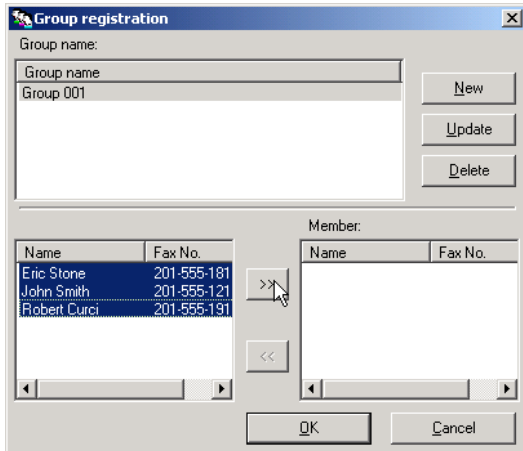 Group registration
Group name:
Group name
Group 001
New
Update
Delete
Member:
Name Fax No.
Eric Stone 201-555-181
John Smith 201-555-121
Robert Curci 201-555-191
>>
<<
Name Fax No.
OK
Cancel